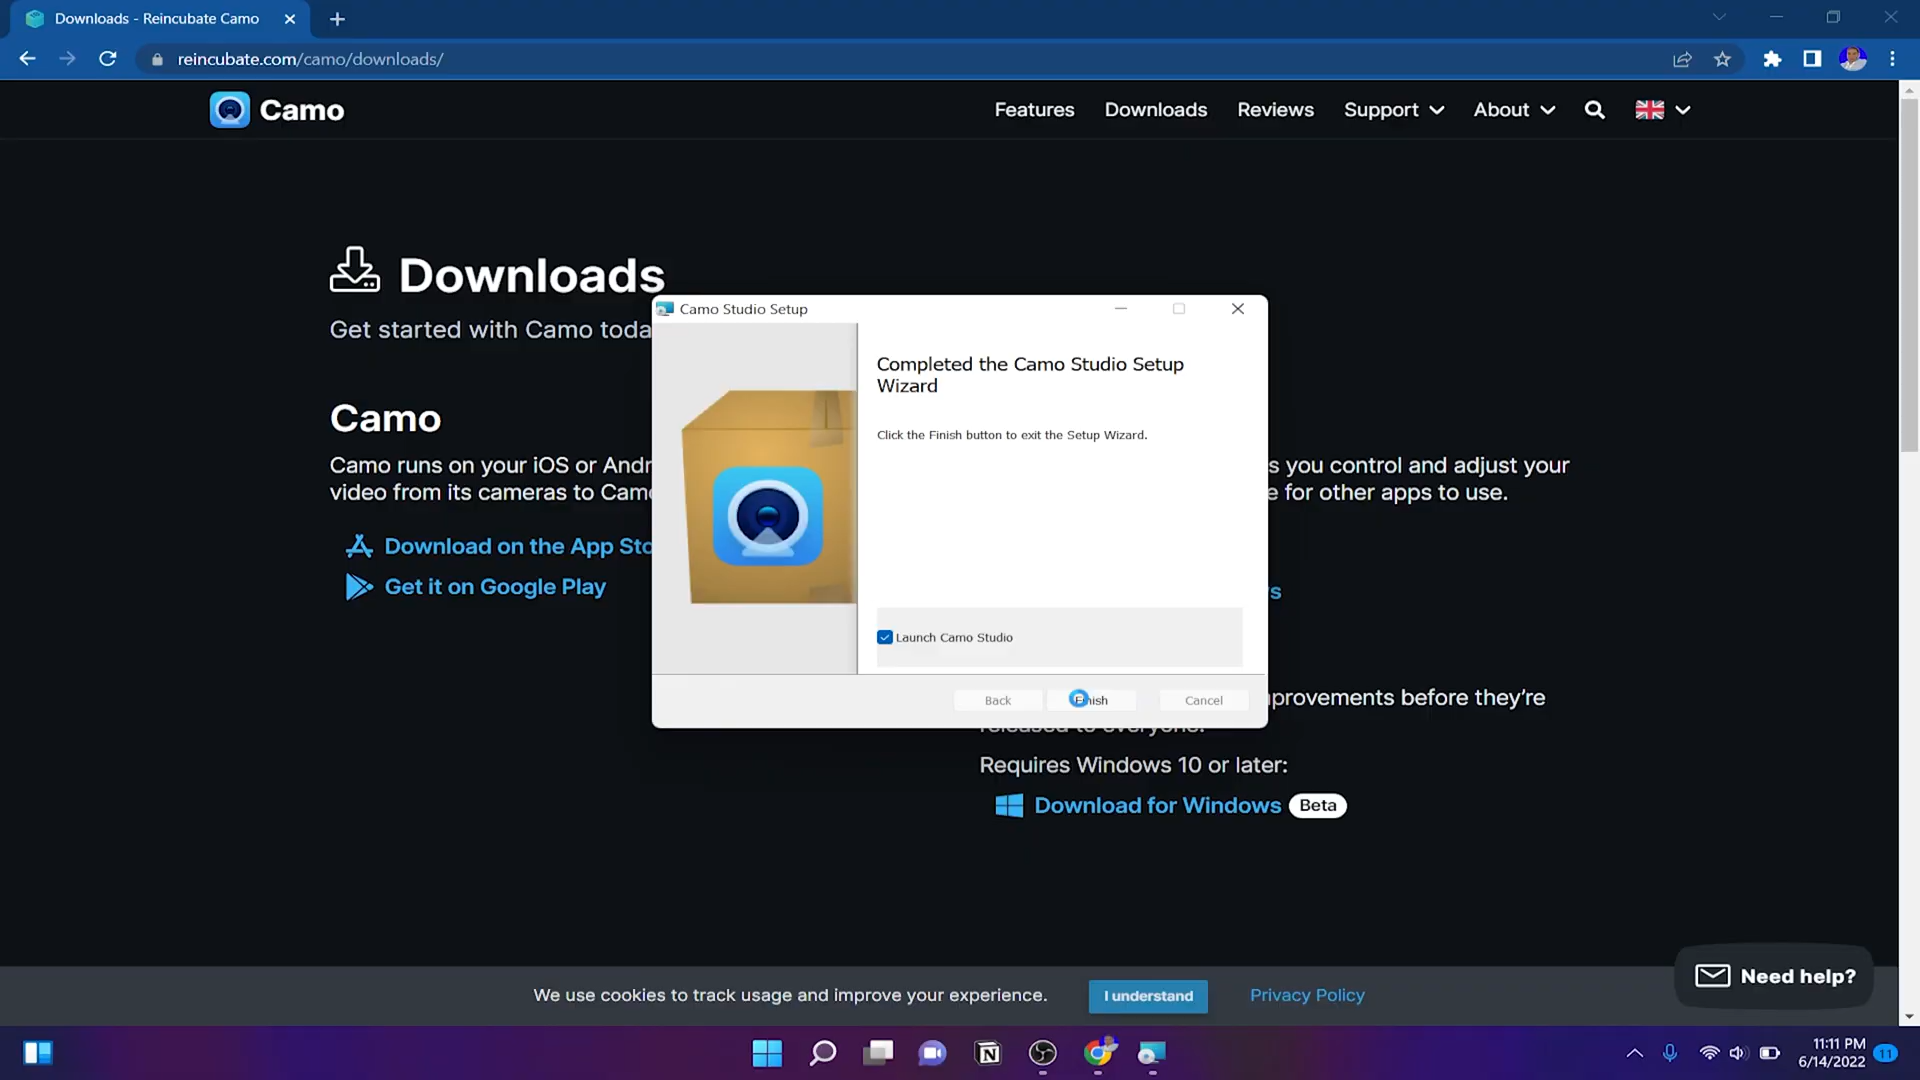 Downloads - Reincubate Camo
reincubate.com/camo/downloads/
Camo
Features
Downloads
Reviews
Support
About
Downloads
Get started with Camo toda
Camo
Camo runs on your iOS or Andr
video from its cameras to Camo
Download on the App Sto
Get it on Google Play
s you control and adjust your
e for other apps to use.
s
provements before they're
released to everyone.
Requires Windows 10 or later:
Download for Windows Beta
Camo Studio Setup
Completed the Camo Studio Setup
Wizard
Click the Finish button to exit the Setup Wizard.
Launch Camo Studio
Back
Finish
Cancel
We use cookies to track usage and improve your experience.
I understand
Privacy Policy
Need help?
11:11 PM
6/14/2022
11